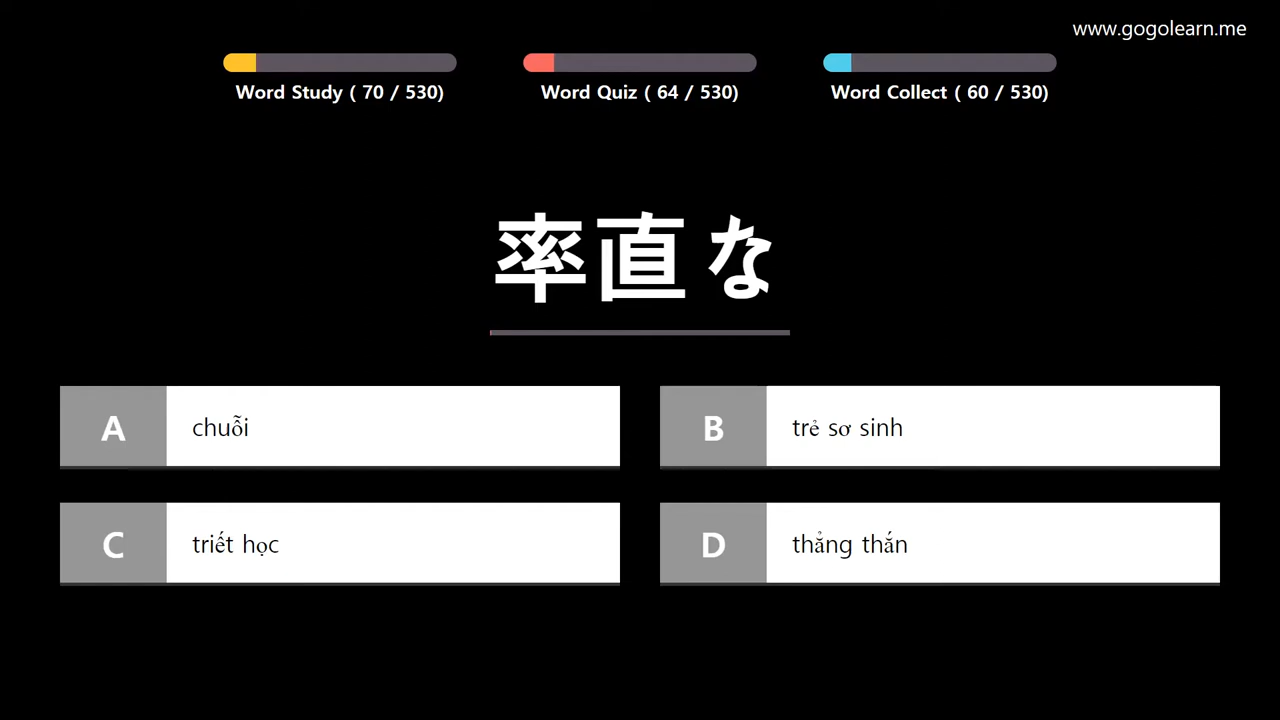 www.gogolearn.me
Word Study ( 70 / 530)
Word Quiz ( 64 / 530)
Word Collect ( 60 / 530)
率直な
A chuỗi
B trẻ sơ sinh
C triết học
D thẳng thắn